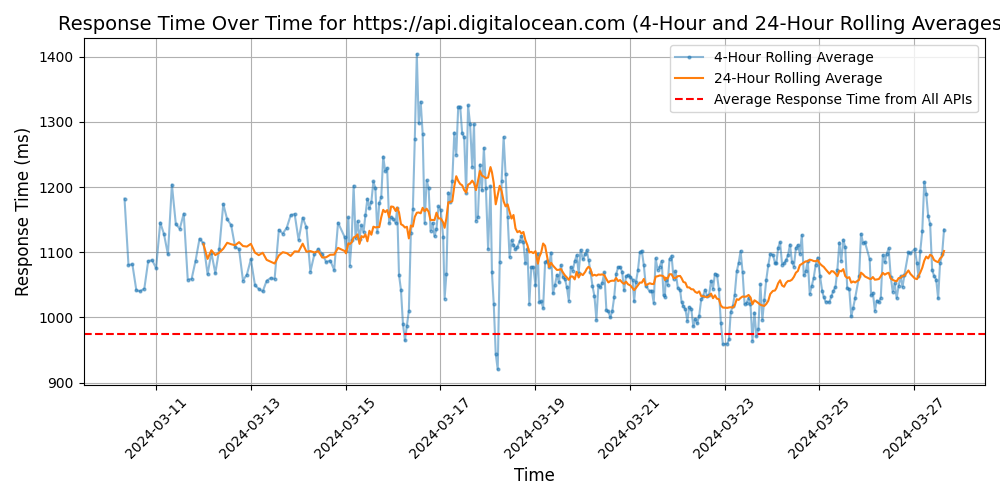 Response Time Over Time for https://api.digitalocean.com (4-Hour and 24-Hour Rolling Averages
4-Hour Rolling Average
24-Hour Rolling Average
Average Response Time from All APIs
Response Time (ms)
1400
1300
1200
1100
1000
900
2024-03-11
2024-03-13
2024-03-15
2024-03-17
2024-03-19
2024-03-21
2024-03-23
2024-03-25
2024-03-27
Time